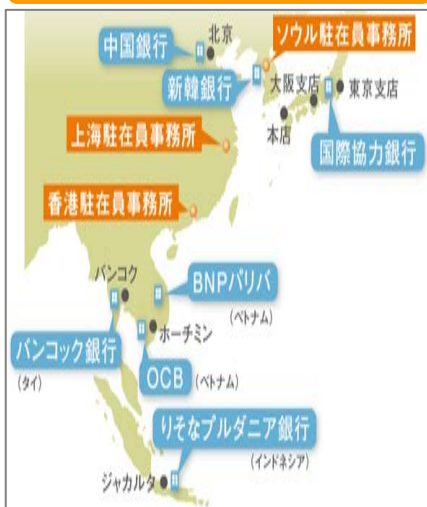 北京
ソウル駐在員事務所
中国銀行
新韓銀行
大阪支店
東京支店
本店
国際協力銀行
上海駐在員事務所
香港駐在員事務所
バンコク
BNPパリバ
(ベトナム)
ホーチミン
バンコック銀行
(タイ)
OCB
(ベトナム)
りそなプルダニア銀行
(インドネシア)
ジャカルタ